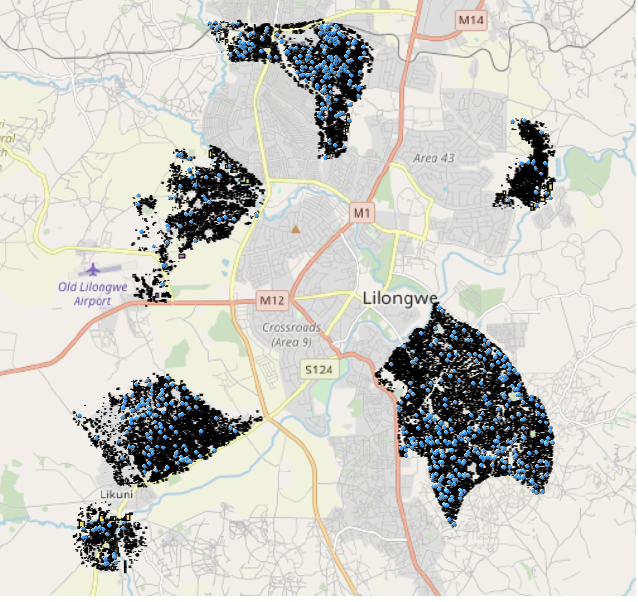 M14
Area 43
M1
Old Lilongwe
Airport
M12
Lilongwe
Crossroads
(Area 9)
S124
Likuni